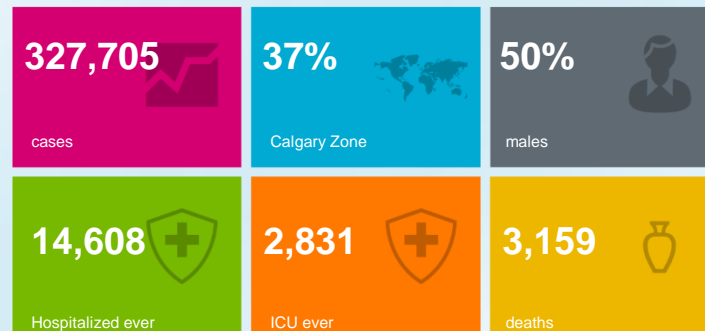 327,705
cases
37%
Calgary Zone
50%
males
14,608
Hospitalized ever
2,831
ICU ever
3,159
deaths